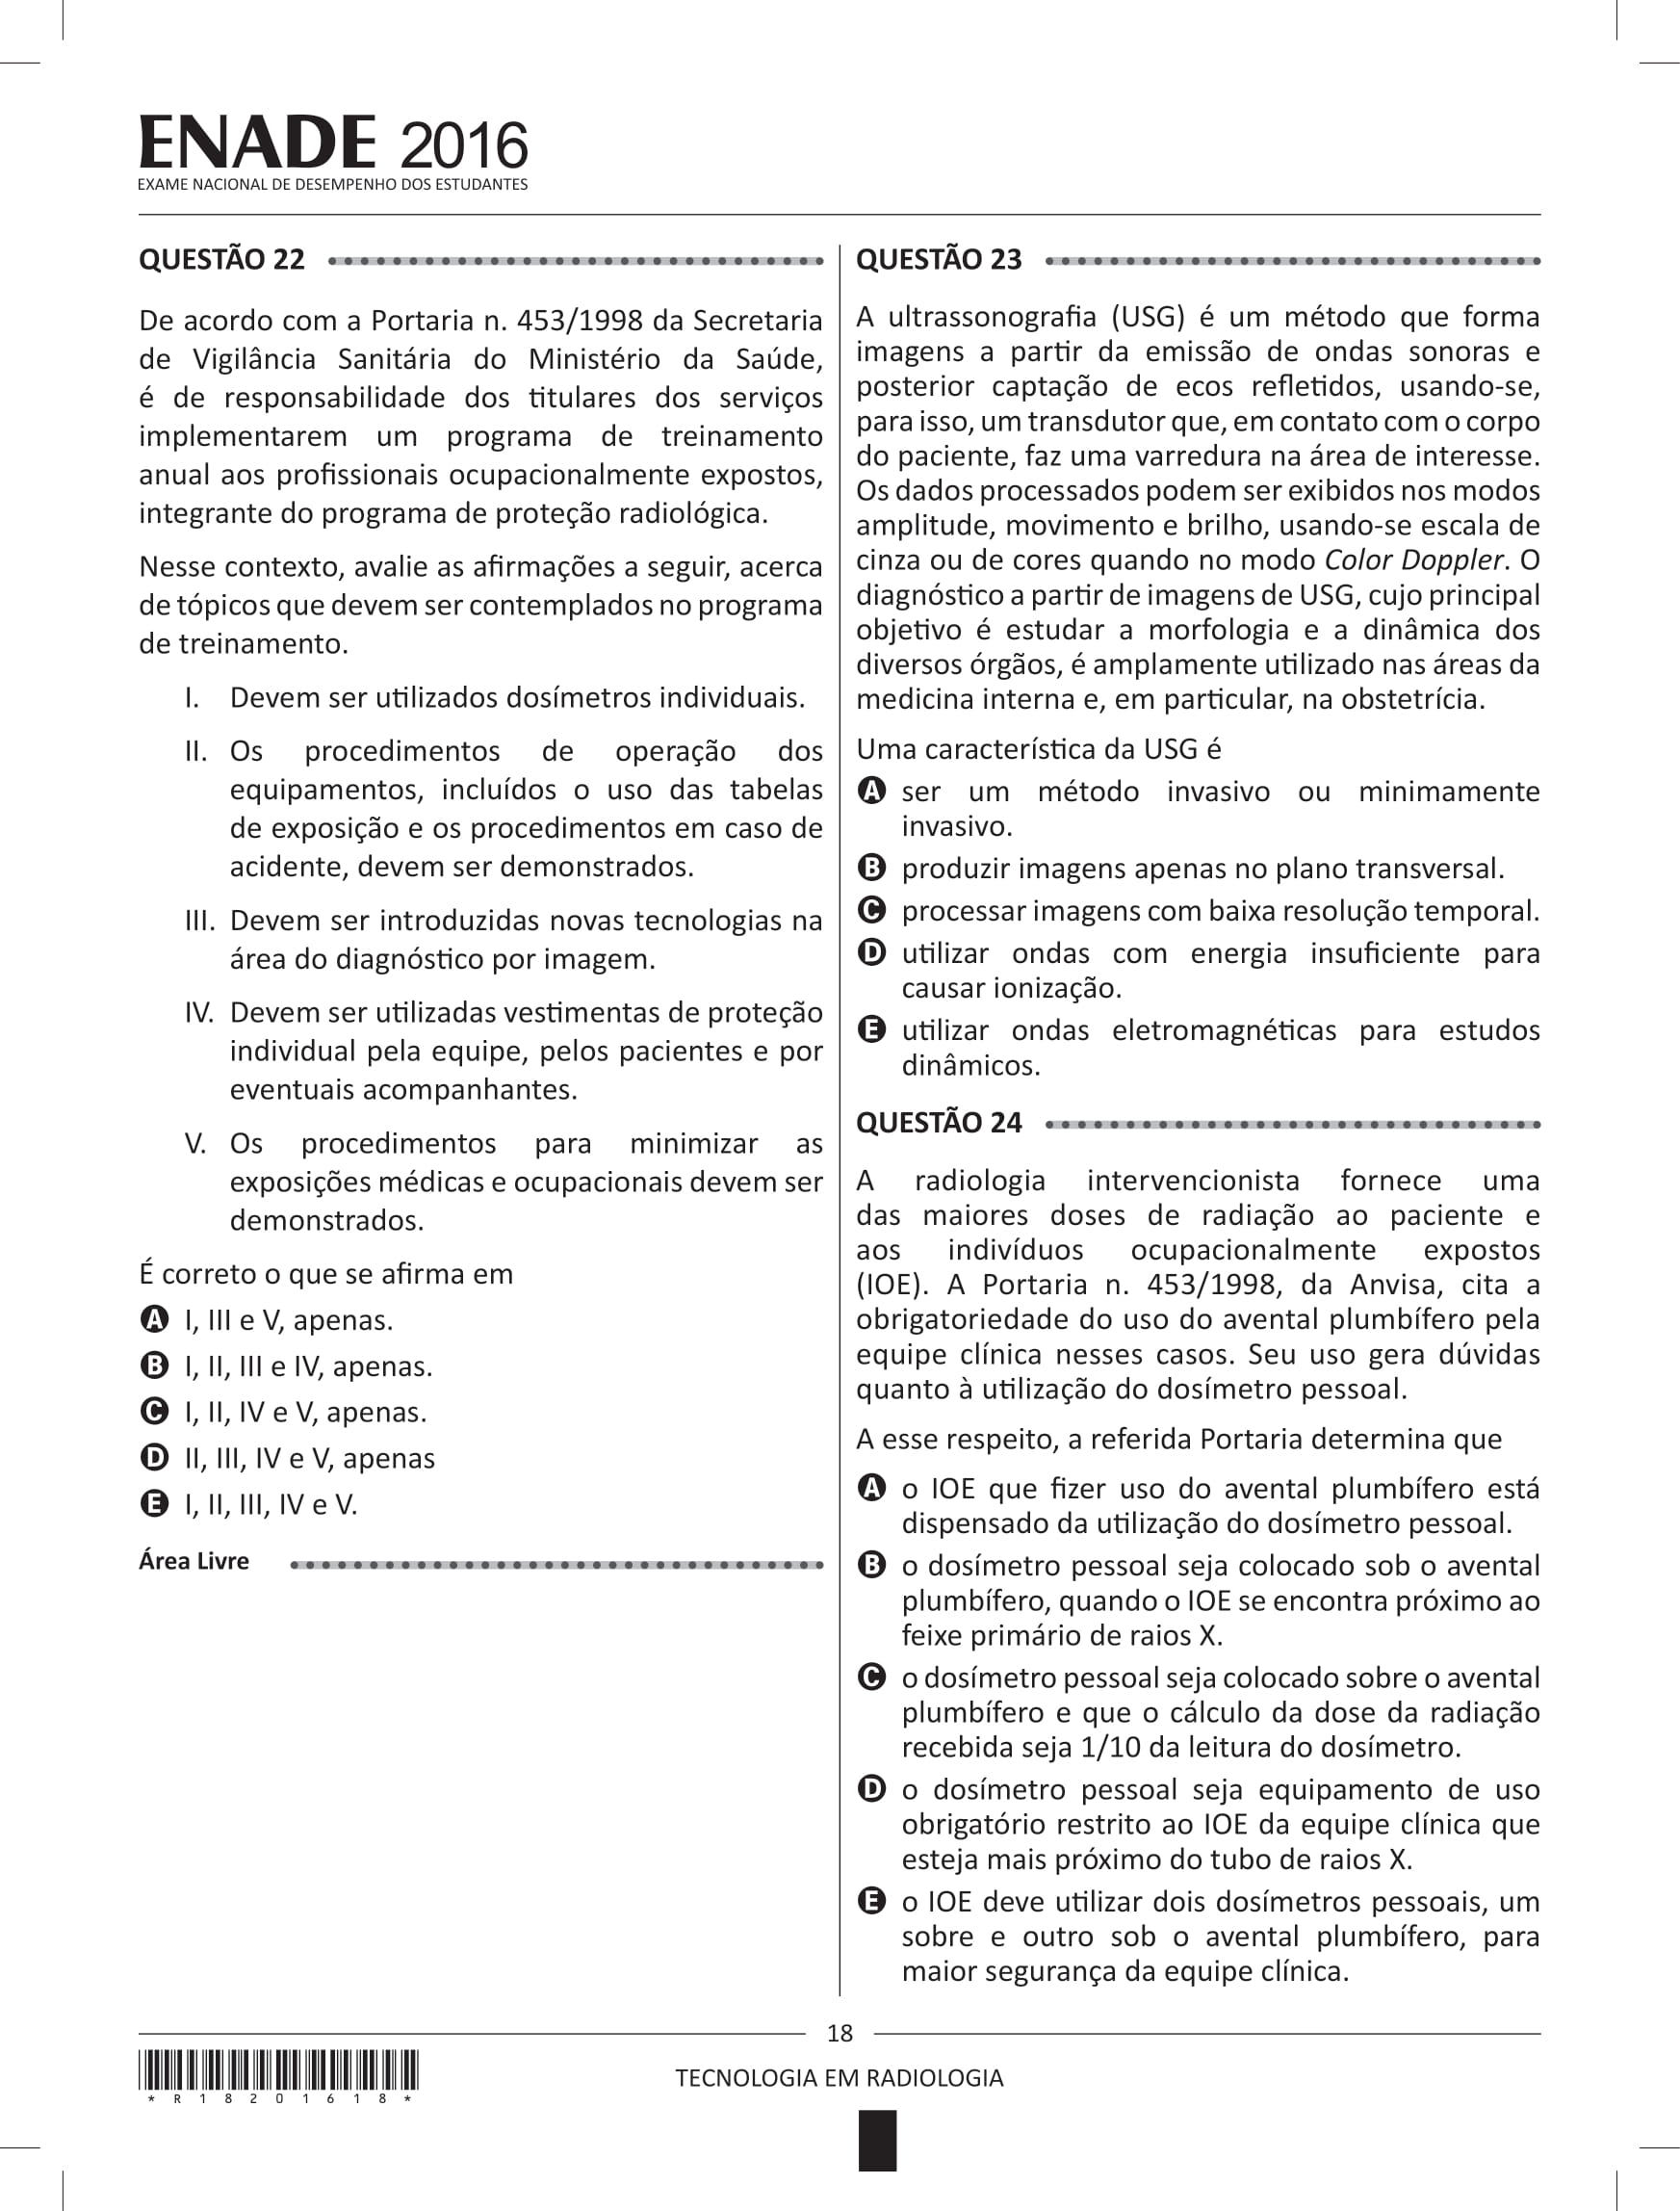 ENADE 2016
EXAME NACIONAL DE DESEMPENHO DOS ESTUDANTES
QUESTÃO 22
De acordo com a Portaria n. 453/1998 da Secretaria
de Vigilância Sanitária do Ministério da Saúde,
é de responsabilidade dos titulares dos serviços
implementarem um programa de treinamento
anual aos profissionais ocupacionalmente expostos,
integrante do programa de proteção radiológica.
Nesse contexto, avalie as afirmações a seguir, acerca
de tópicos que devem ser contemplados no programa
de treinamento.
I. Devem ser utilizados dosímetros individuais.
II. Os procedimentos de operação dos
equipamentos, incluídos o uso das tabelas
de exposição e os procedimentos em caso de
acidente, devem ser demonstrados.
III. Devem ser introduzidas novas tecnologias na
área do diagnóstico por imagem.
IV. Devem ser utilizadas vestimentas de proteção
individual pela equipe, pelos pacientes e por
eventuais acompanhantes.
V. Os procedimentos para minimizar as
exposições médicas e ocupacionais devem ser
demonstrados.
É correto o que se afirma em
A I, III e V, apenas.
B I, II, III e IV, apenas.
C I, II, IV e V, apenas.
D II, III, IV e V, apenas
E I, II, III, IV e V.
Área Livre
QUESTÃO 23
A ultrassonografia (USG) é um método que forma
imagens a partir da emissão de ondas sonoras e
posterior captação de ecos refletidos, usando-se,
para isso, um transdutor que, em contato com o corpo
do paciente, faz uma varredura na área de interesse.
Os dados processados podem ser exibidos nos modos
amplitude, movimento e brilho, usando-se escala de
cinza ou de cores quando no modo Color Doppler. O
diagnóstico a partir de imagens de USG, cujo principal
objetivo é estudar a morfologia e a dinâmica dos
diversos órgãos, é amplamente utilizado nas áreas da
medicina interna e, em particular, na obstetrícia.
Uma característica da USG é
A ser um método invasivo ou minimamente
invasivo.
B produzir imagens apenas no plano transversal.
C processar imagens com baixa resolução temporal.
D utilizar ondas com energia insuficiente para
causar ionização.
E utilizar ondas eletromagnéticas para estudos
dinâmicos.
QUESTÃO 24
A radiologia intervencionista fornece uma
das maiores doses de radiação ao paciente e
aos indivíduos ocupacionalmente expostos
(IOE). A Portaria n. 453/1998, da Anvisa, cita a
obrigatoriedade do uso do avental plumbífero pela
equipe clínica nesses casos. Seu uso gera dúvidas
quanto à utilização do dosímetro pessoal.
A esse respeito, a referida Portaria determina que
A o IOE que fizer uso do avental plumbífero está
dispensado da utilização do dosímetro pessoal.
B o dosímetro pessoal seja colocado sob o avental
plumbífero, quando o IOE se encontra próximo ao
feixe primário de raios X.
C o dosímetro pessoal seja colocado sobre o avental
plumbífero e que o cálculo da dose da radiação
recebida seja 1/10 da leitura do dosímetro.
D o dosímetro pessoal seja equipamento de uso
obrigatório restrito ao IOE da equipe clínica que
esteja mais próximo do tubo de raios X.
E o IOE deve utilizar dois dosímetros pessoais, um
sobre e outro sob o avental plumbífero, para
maior segurança da equipe clínica.
18
* R 1 8 2 0 1 6 1 8 *
TECNOLOGIA EM RADIOLOGIA